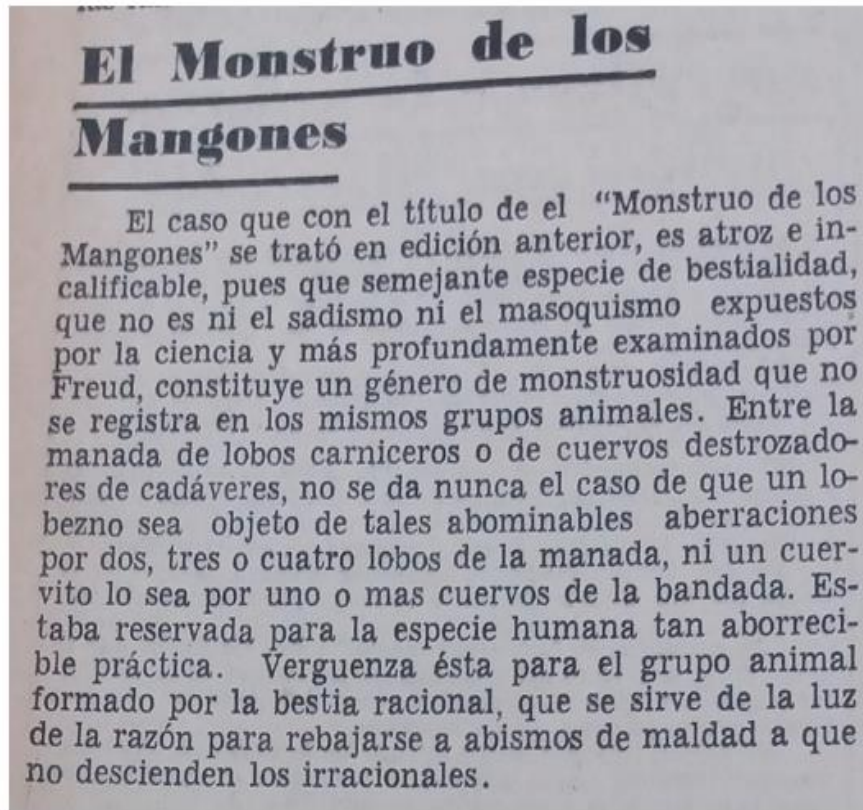 El Monstruo de los
Mangones
El caso que con el título de el "Monstruo de los
Mangones" se trató en edición anterior, es atroz e in-
calificable, pues que semejante especie de bestialidad,
que no es ni el sadismo ni el masoquismo expuestos
por la ciencia y más profundamente examinados por
Freud, constituye un género de monstruosidad que no
se registra en los mismos grupos animales. Entre la
manada de lobos carniceros o de cuervos destrozado-
res de cadáveres, no se da nunca el caso de que un lo-
bezno sea objeto de tales abominables aberraciones
por dos, tres o cuatro lobos de la manada, ni un cuer-
vito lo sea por uno o mas cuervos de la bandada. Es-
taba reservada para la especie humana tan aborreci-
ble práctica. Verguenza ésta para el grupo animal
formado por la bestia racional, que se sirve de la luz
de la razón para rebajarse a abismos de maldad a que
no descienden los irracionales.